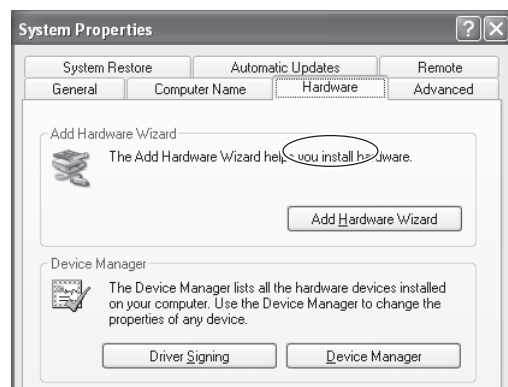 System Properties
System Restore
Automatic Updates
Remote
General
Computer Name
Hardware
Advanced
Add Hardware Wizard
The Add Hardware Wizard helps you install hardware.
Add Hardware Wizard
Device Manager
The Device Manager lists all the hardware devices installed
on your computer. Use the Device Manager to change the
properties of any device.
Driver Signing
Device Manager